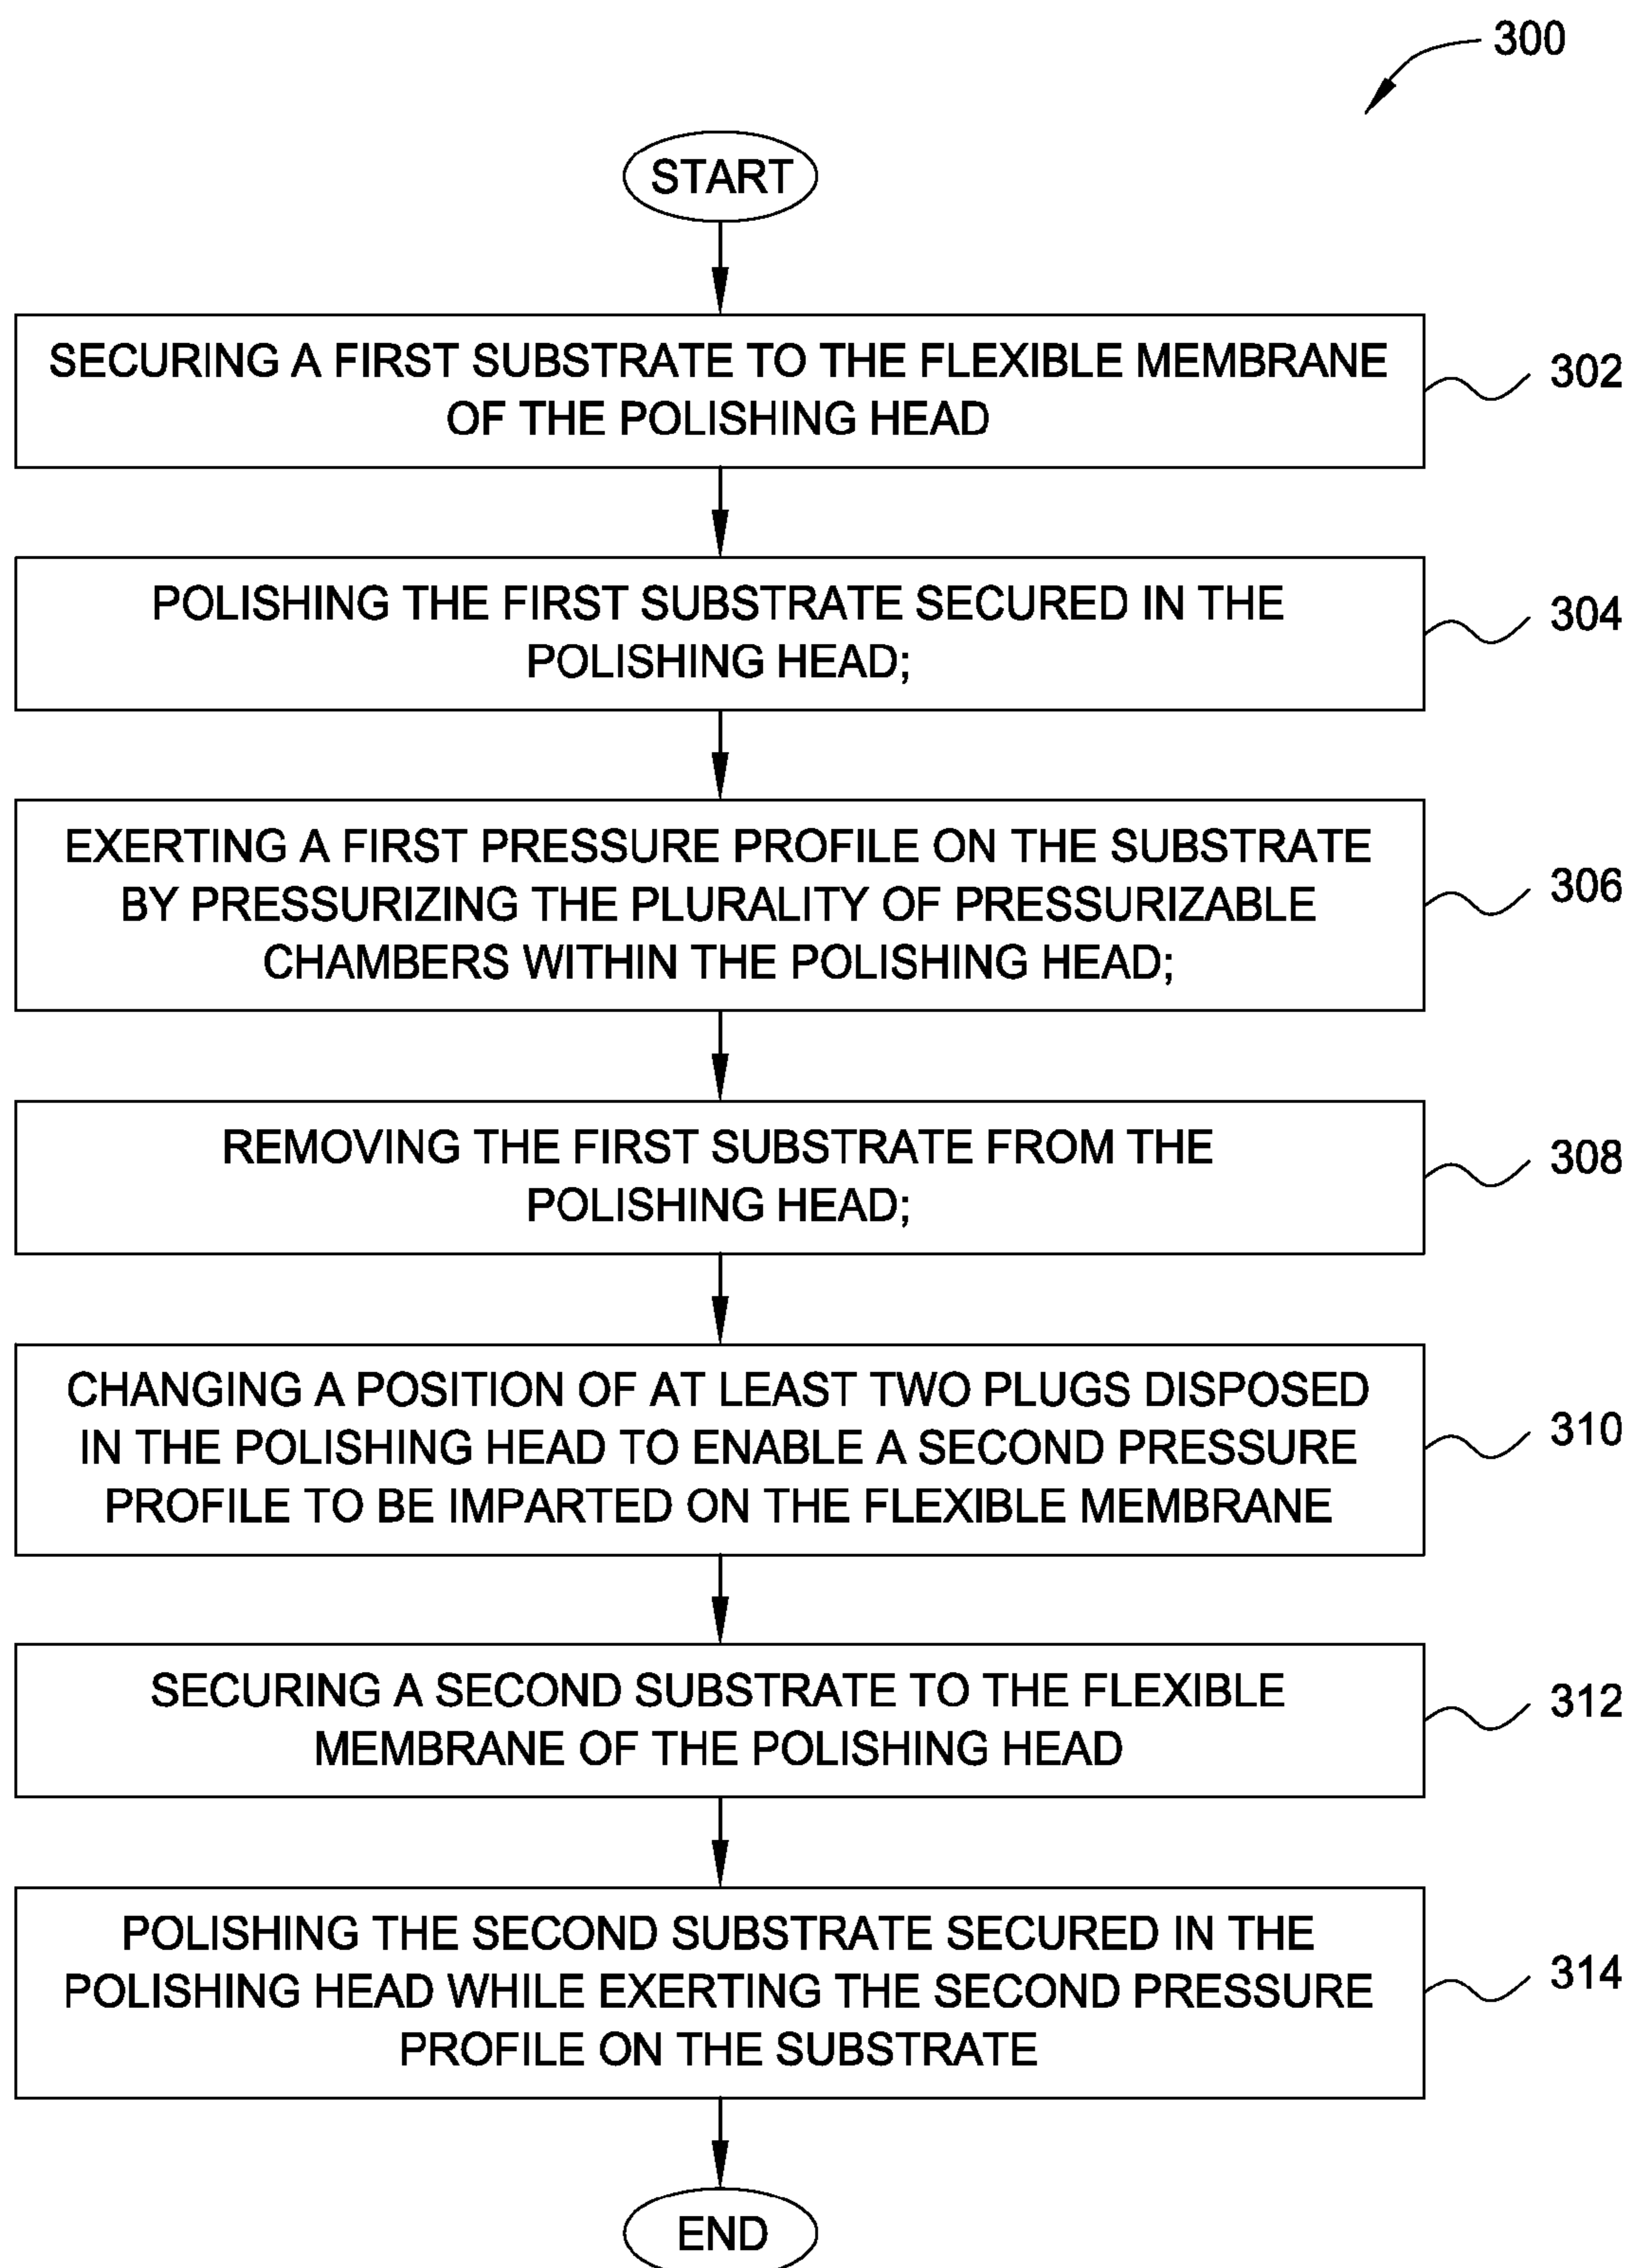 300
START
SECURING A FIRST SUBSTRATE TO THE FLEXIBLE MEMBRANE
OF THE POLISHING HEAD
302
POLISHING THE FIRST SUBSTRATE SECURED IN THE
POLISHING HEAD;
304
EXERTING A FIRST PRESSURE PROFILE ON THE SUBSTRATE
BY PRESSURIZING THE PLURALITY OF PRESSURIZABLE
CHAMBERS WITHIN THE POLISHING HEAD;
306
REMOVING THE FIRST SUBSTRATE FROM THE
POLISHING HEAD;
308
CHANGING A POSITION OF AT LEAST TWO PLUGS DISPOSED
IN THE POLISHING HEAD TO ENABLE A SECOND PRESSURE
PROFILE TO BE IMPARTED ON THE FLEXIBLE MEMBRANE
310
SECURING A SECOND SUBSTRATE TO THE FLEXIBLE
MEMBRANE OF THE POLISHING HEAD
312
POLISHING THE SECOND SUBSTRATE SECURED IN THE
POLISHING HEAD WHILE EXERTING THE SECOND PRESSURE
PROFILE ON THE SUBSTRATE
314
END